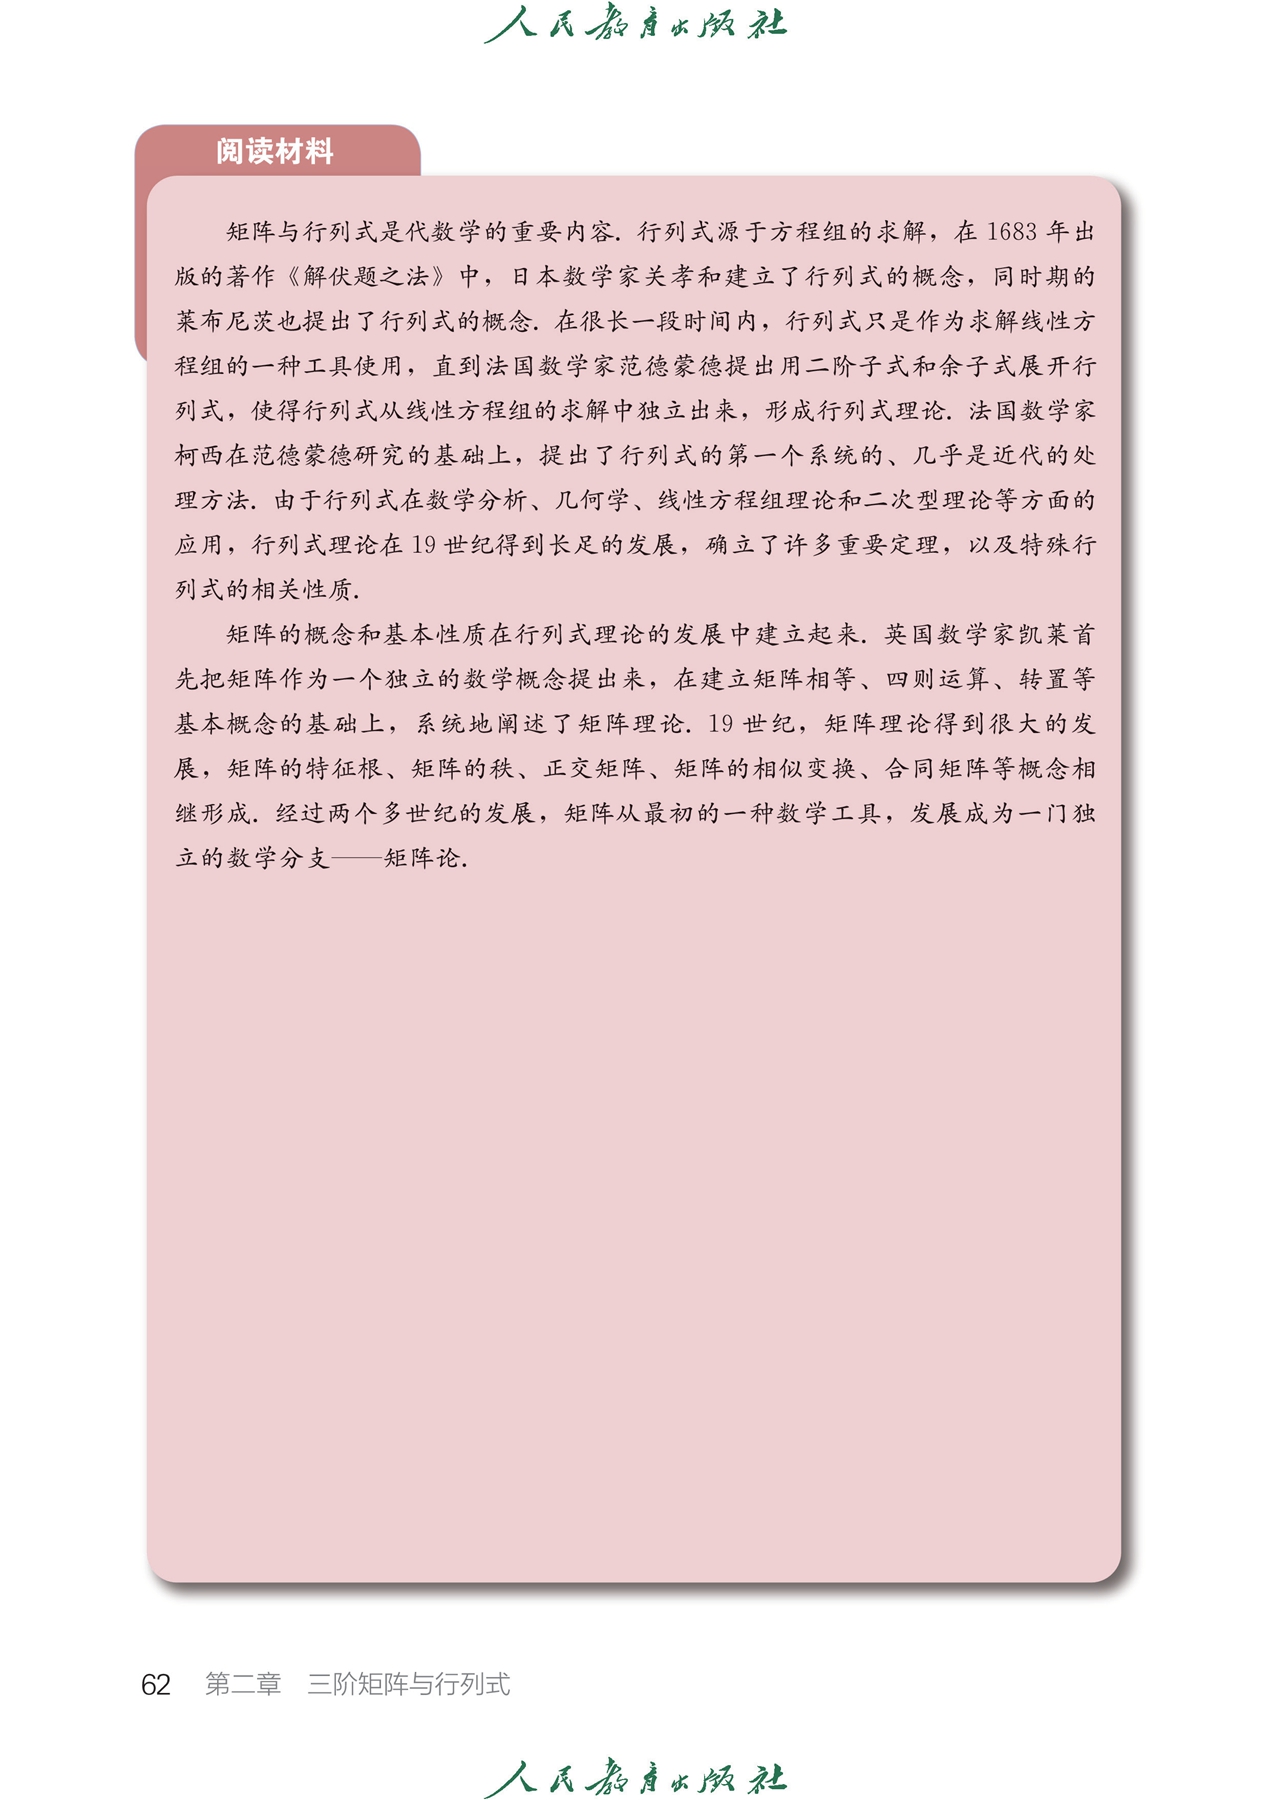 人民教育出版社
阅读材料
矩阵与行列式是代数学的重要内容. 行列式源于方程组的求解，在 1683 年出
版的著作《解伏题之法》中，日本数学家关孝和建立了行列式的概念，同时期的
莱布尼茨也提出了行列式的概念. 在很长一段时间内，行列式只是作为求解线性方
程组的一种工具使用，直到法国数学家范德蒙德提出用二阶子式和余子式展开行
列式，使得行列式从线性方程组的求解中独立出来，形成行列式理论. 法国数学家
柯西在范德蒙德研究的基础上，提出了行列式的第一个系统的、几乎是近代的处
理方法. 由于行列式在数学分析、几何学、线性方程组理论和二次型理论等方面的
应用，行列式理论在 19 世纪得到长足的发展，确立了许多重要定理，以及特殊行
列式的相关性质.
矩阵的概念和基本性质在行列式理论的发展中建立起来. 英国数学家凯莱首
先把矩阵作为一个独立的数学概念提出来，在建立矩阵相等、四则运算、转置等
基本概念的基础上，系统地阐述了矩阵理论. 19 世纪，矩阵理论得到很大的发
展，矩阵的特征根、矩阵的秩、正交矩阵、矩阵的相似变换、合同矩阵等概念相
继形成. 经过两个多世纪的发展，矩阵从最初的一种数学工具，发展成为一门独
立的数学分支——矩阵论.
62 第二章 三阶矩阵与行列式
人民教育出版社